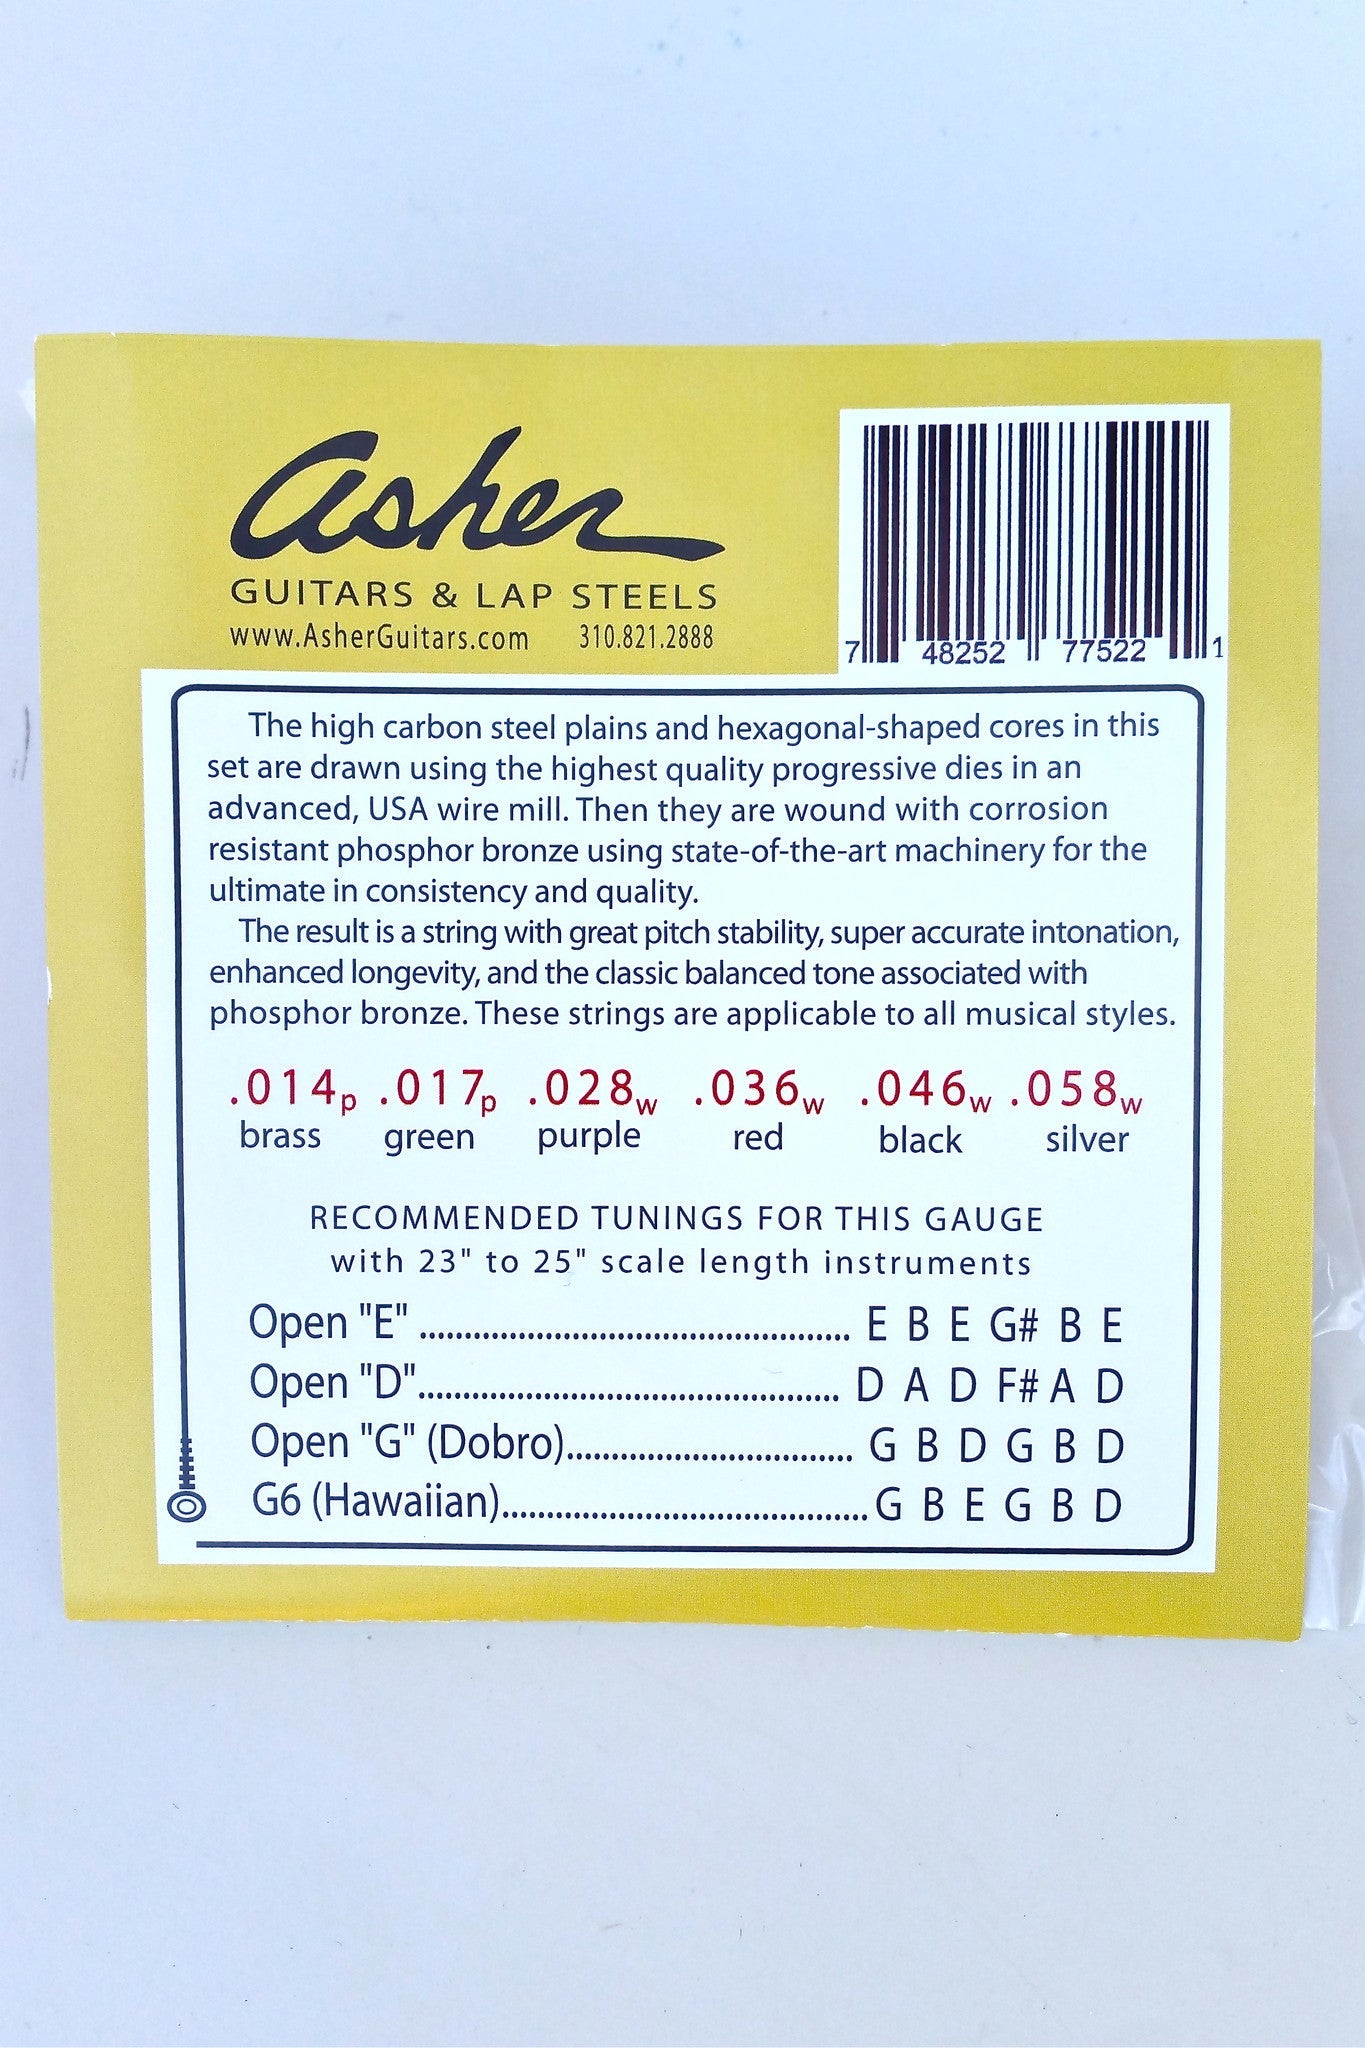 Asher
GUITARS & LAP STEELS
www.AsherGuitars.com 310.821.2888
7 48252 77522 1
The high carbon steel plains and hexagonal-shaped cores in this
set are drawn using the highest quality progressive dies in an
advanced, USA wire mill. Then they are wound with corrosion
resistant phosphor bronze using state-of-the-art machinery for the
ultimate in consistency and quality.
The result is a string with great pitch stability, super accurate intonation,
enhanced longevity, and the classic balanced tone associated with
phosphor bronze. These strings are applicable to all musical styles.
.014p .017p .028w .036w .046w .058w
brass green purple red black silver
RECOMMENDED TUNINGS FOR THIS GAUGE
with 23" to 25" scale length instruments
Open "E" ................................................ E B E G# B E
Open "D"............................................... D A D F# A D
Open "G" (Dobro)................................ G B D G B D
G6 (Hawaiian).........................................G B E G B D